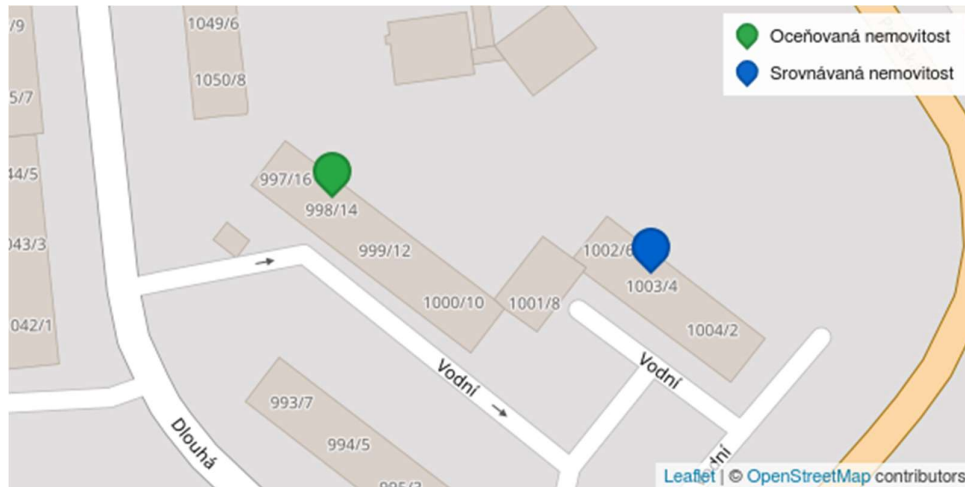 1049/6
1050/8
/9
5/7
44/5
043/3
042/1
Oceňovaná nemovitost
Srovnávaná nemovitost
997/16
998/14
999/12
1000/10
1001/8
1002/6
1003/4
1004/2
Vodní
Vodní
Dlouhá
993/7
994/5
Leaflet | © OpenStreetMap contributors